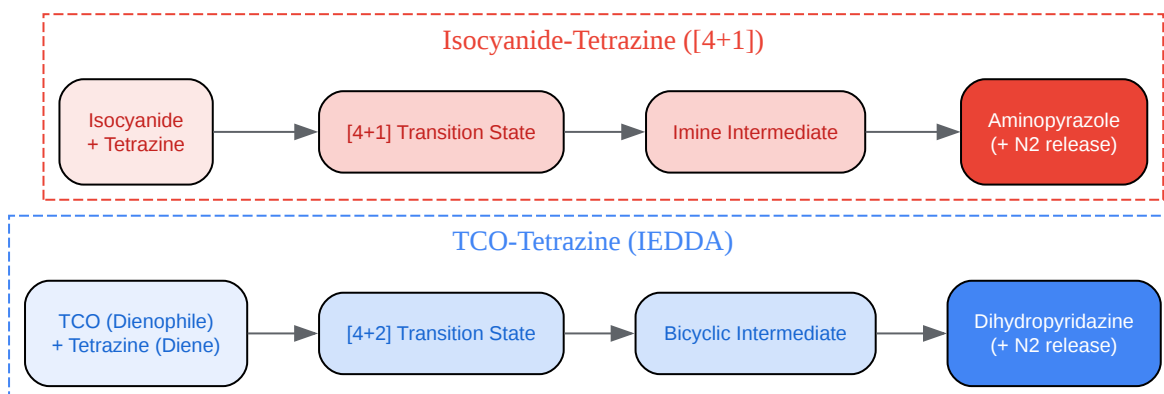 Isocyanide-Tetrazine ([4+1])
Isocyanide
+ Tetrazine
[4+1] Transition State
Imine Intermediate
Aminopyrazole
(+ N2 release)
TCO-Tetrazine (IEDDA)
TCO (Dienophile)
+ Tetrazine (Diene)
[4+2] Transition State
Bicyclic Intermediate
Dihydropyridazine
(+ N2 release)